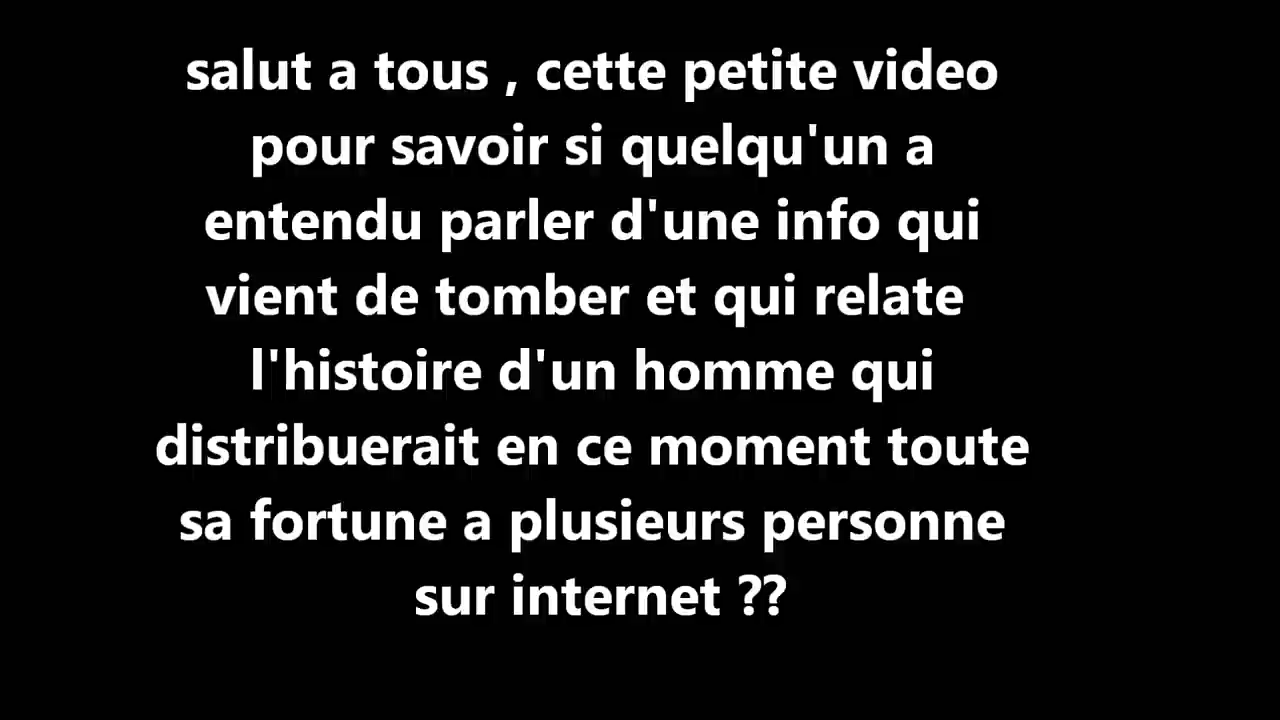 salut a tous , cette petite video
pour savoir si quelqu'un a
entendu parler d'une info qui
vient de tomber et qui relate
l'histoire d'un homme qui
distribuerait en ce moment toute
sa fortune a plusieurs personne
sur internet ??